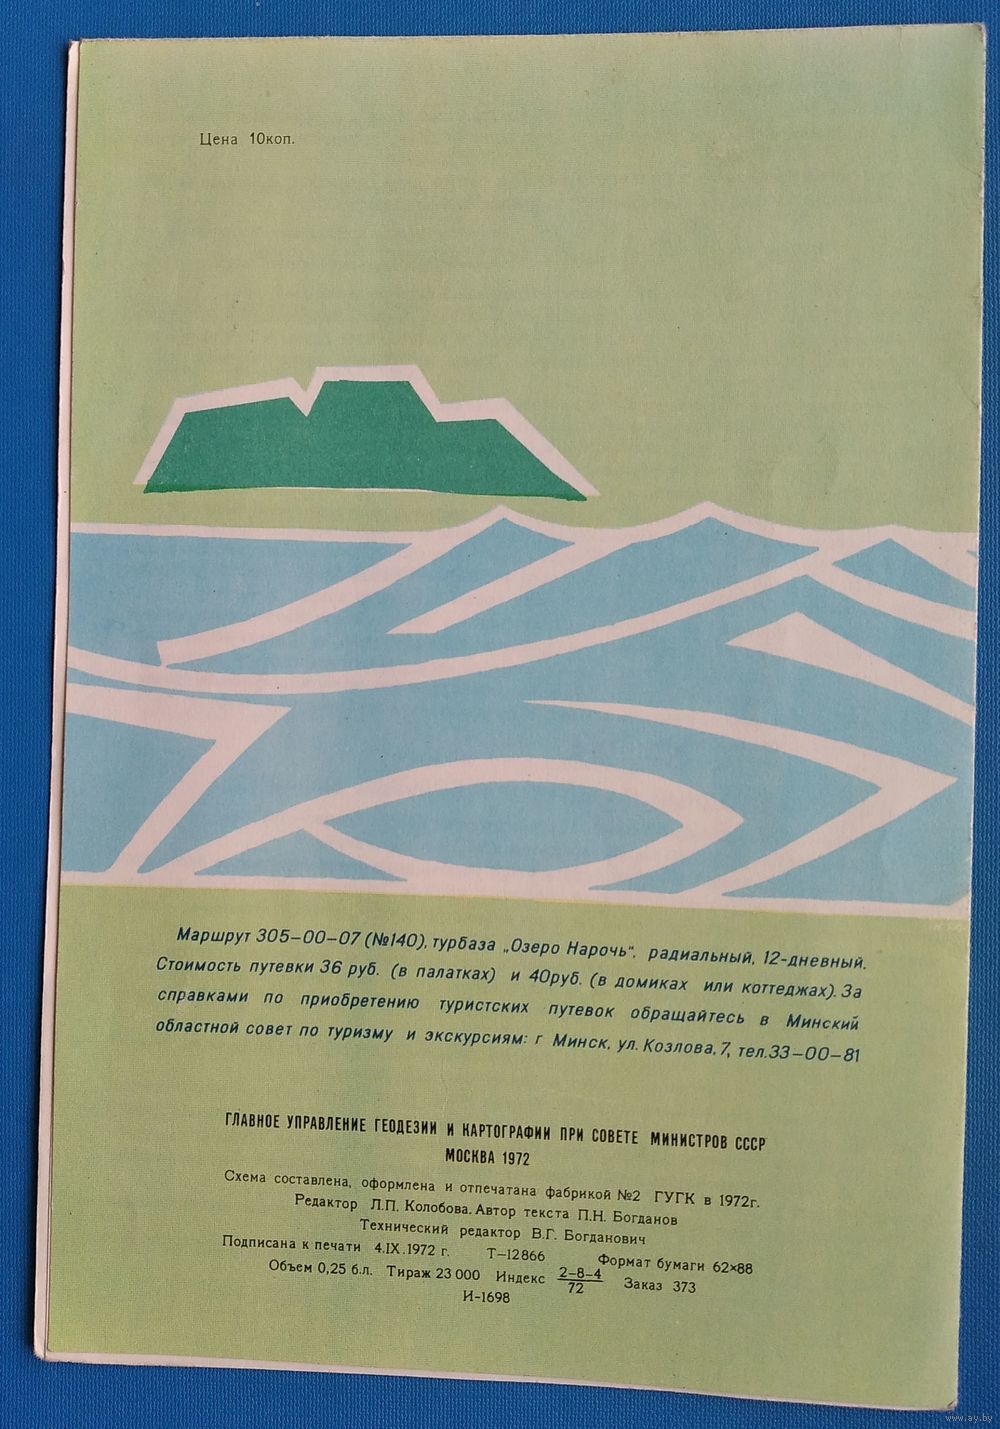 Цена 10коп.
Маршрут 305-00-07 (№140), турбаза „Озеро Нарочь“, радиальный, 12-дневный.
Стоимость путевки 36 руб. (в палатках) и 40руб. (в домиках или коттеджах). За
справками по приобретению туристских путевок обращайтесь в Минский
областной совет по туризму и экскурсиям: г Минск, ул. Козлова, 7, тел.33-00-81
ГЛАВНОЕ УПРАВЛЕНИЕ ГЕОДЕЗИИ И КАРТОГРАФИИ ПРИ СОВЕТЕ МИНИСТРОВ СССР
МОСКВА 1972
Схема составлена, оформлена и отпечатана фабрикой №2 ГУГК в 1972г.
Редактор Л.П. Колобова. Автор текста П.Н. Богданов
Технический редактор В.Г. Богданович
Подписана к печати 4.IX.1972 г. Т-12866 Формат бумаги 62×88
Объем 0,25 б.л. Тираж 23 000 Индекс 2-8-4/72 Заказ 373
И-1698
www.ay.by